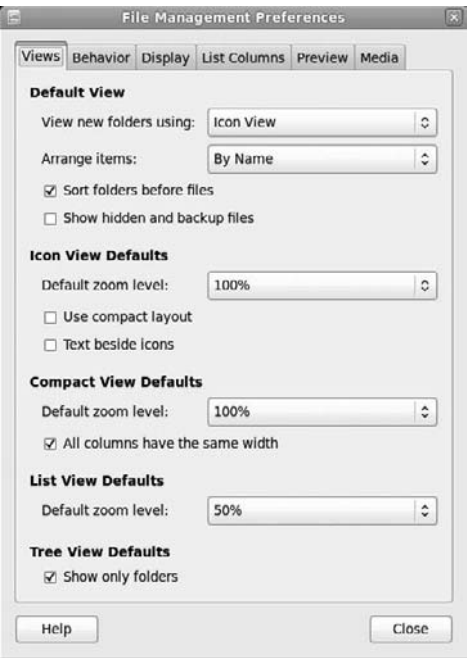 File Management Preferences
Views Behavior Display List Columns Preview Media
Default View
View new folders using: Icon View
Arrange items: By Name
Sort folders before files
Show hidden and backup files
Icon View Defaults
Default zoom level: 100%
Use compact layout
Text beside icons
Compact View Defaults
Default zoom level: 100%
All columns have the same width
List View Defaults
Default zoom level: 50%
Tree View Defaults
Show only folders
Help Close